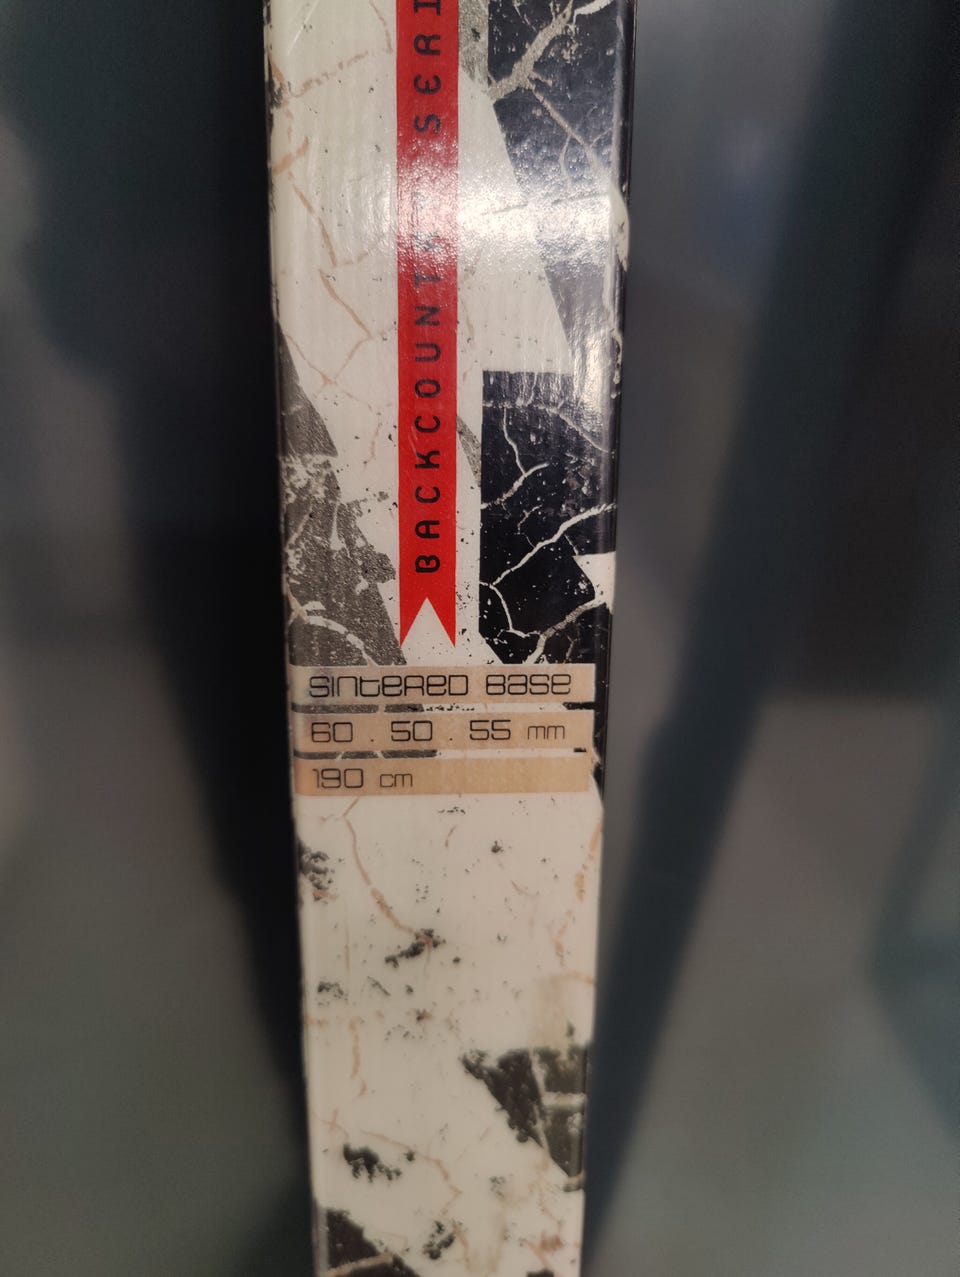 BACKCOUNTRY SERI
SINTERED BASE
60 . 50 . 55 mm
190 cm